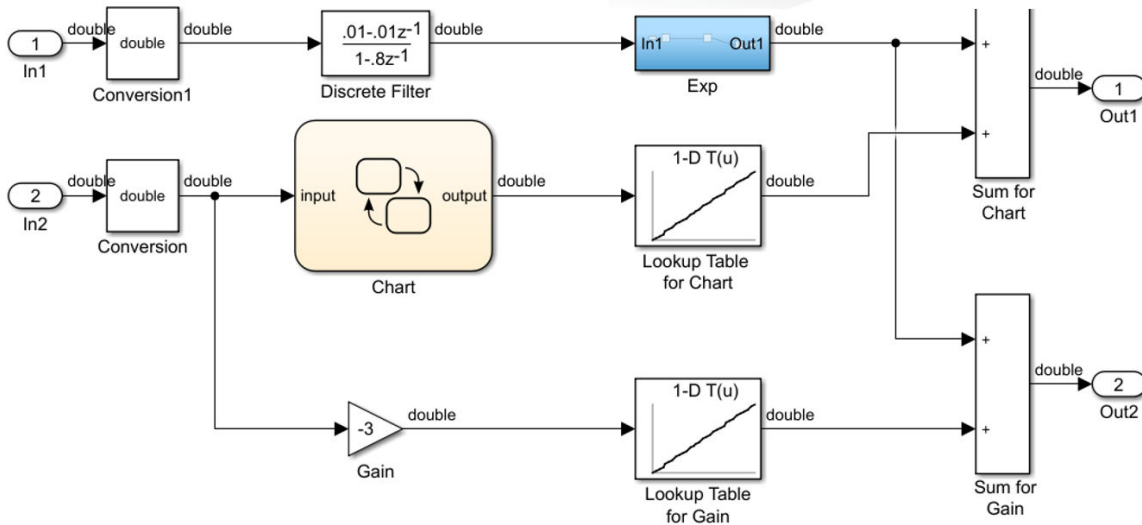 double
double
.01-.01z-1
double
double
double
1
double
1-.8z-1
In1
Out1
+
In1
Conversion1
Discrete Filter
Exp
double
1
Out1
1-D T(u)
+
double
double
double
double
2
double
input
output
Sum for
Chart
In2
Conversion
Lookup Table
for Chart
Chart
+
double
1-D T(u)
2
double
double
Out2
-3
+
Gain
Lookup Table
for Gain
Sum for
Gain